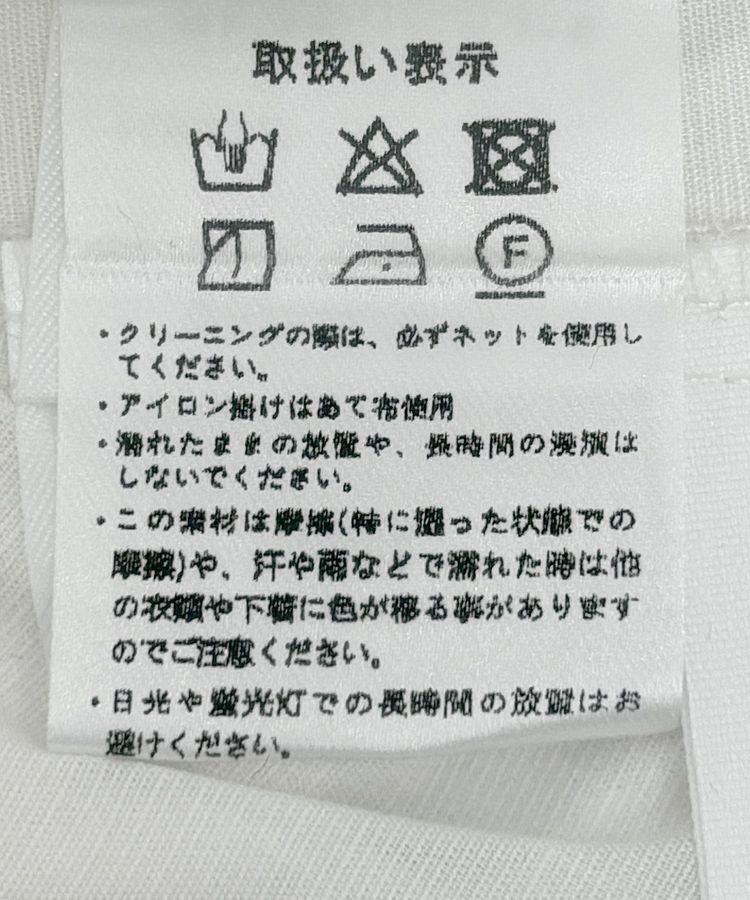 取扱い表示
F
・クリーニングの際は、必ずネットを使用し
てください。
・アイロン掛けはあて布使用
・濡れたままの放置や、長時間の浸漬は
しないでください。
・この素材は摩擦(特に湿った状態での
摩擦)や、汗や雨などで濡れた時は他
の衣類や下着に色が移る事があります
のでご注意ください。
・日光や蛍光灯での長時間の放置はお
避けください。